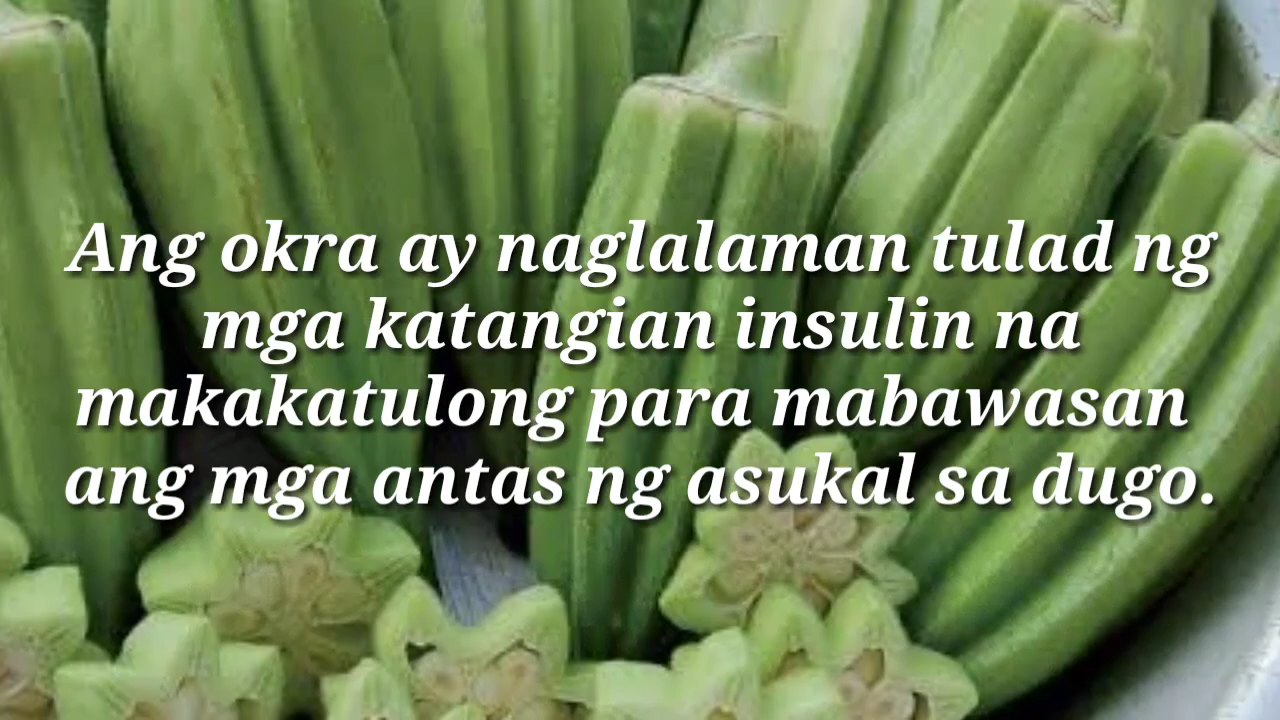 Ang okra ay naglalaman tulad ng
mga katangian insulin na
makakatulong para mabawasan
ang mga antas ng asukal sa dugo.